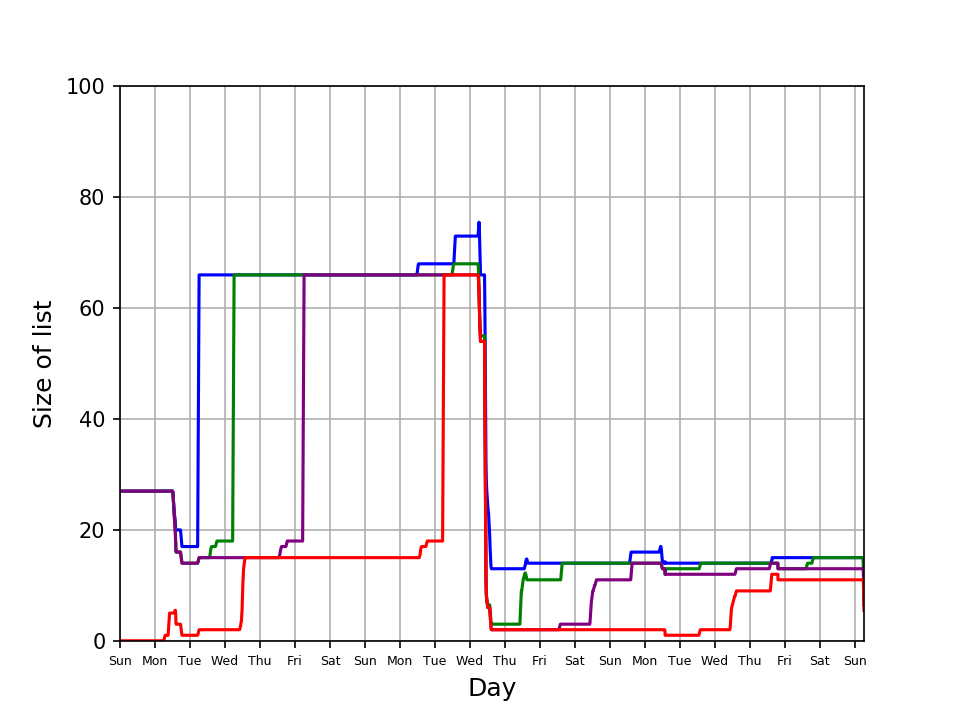 100
80
60
40
20
0
Size of list
Sun Mon Tue Wed Thu Fri Sat Sun Mon Tue Wed Thu Fri Sat Sun Mon Tue Wed Thu Fri Sat Sun
Day